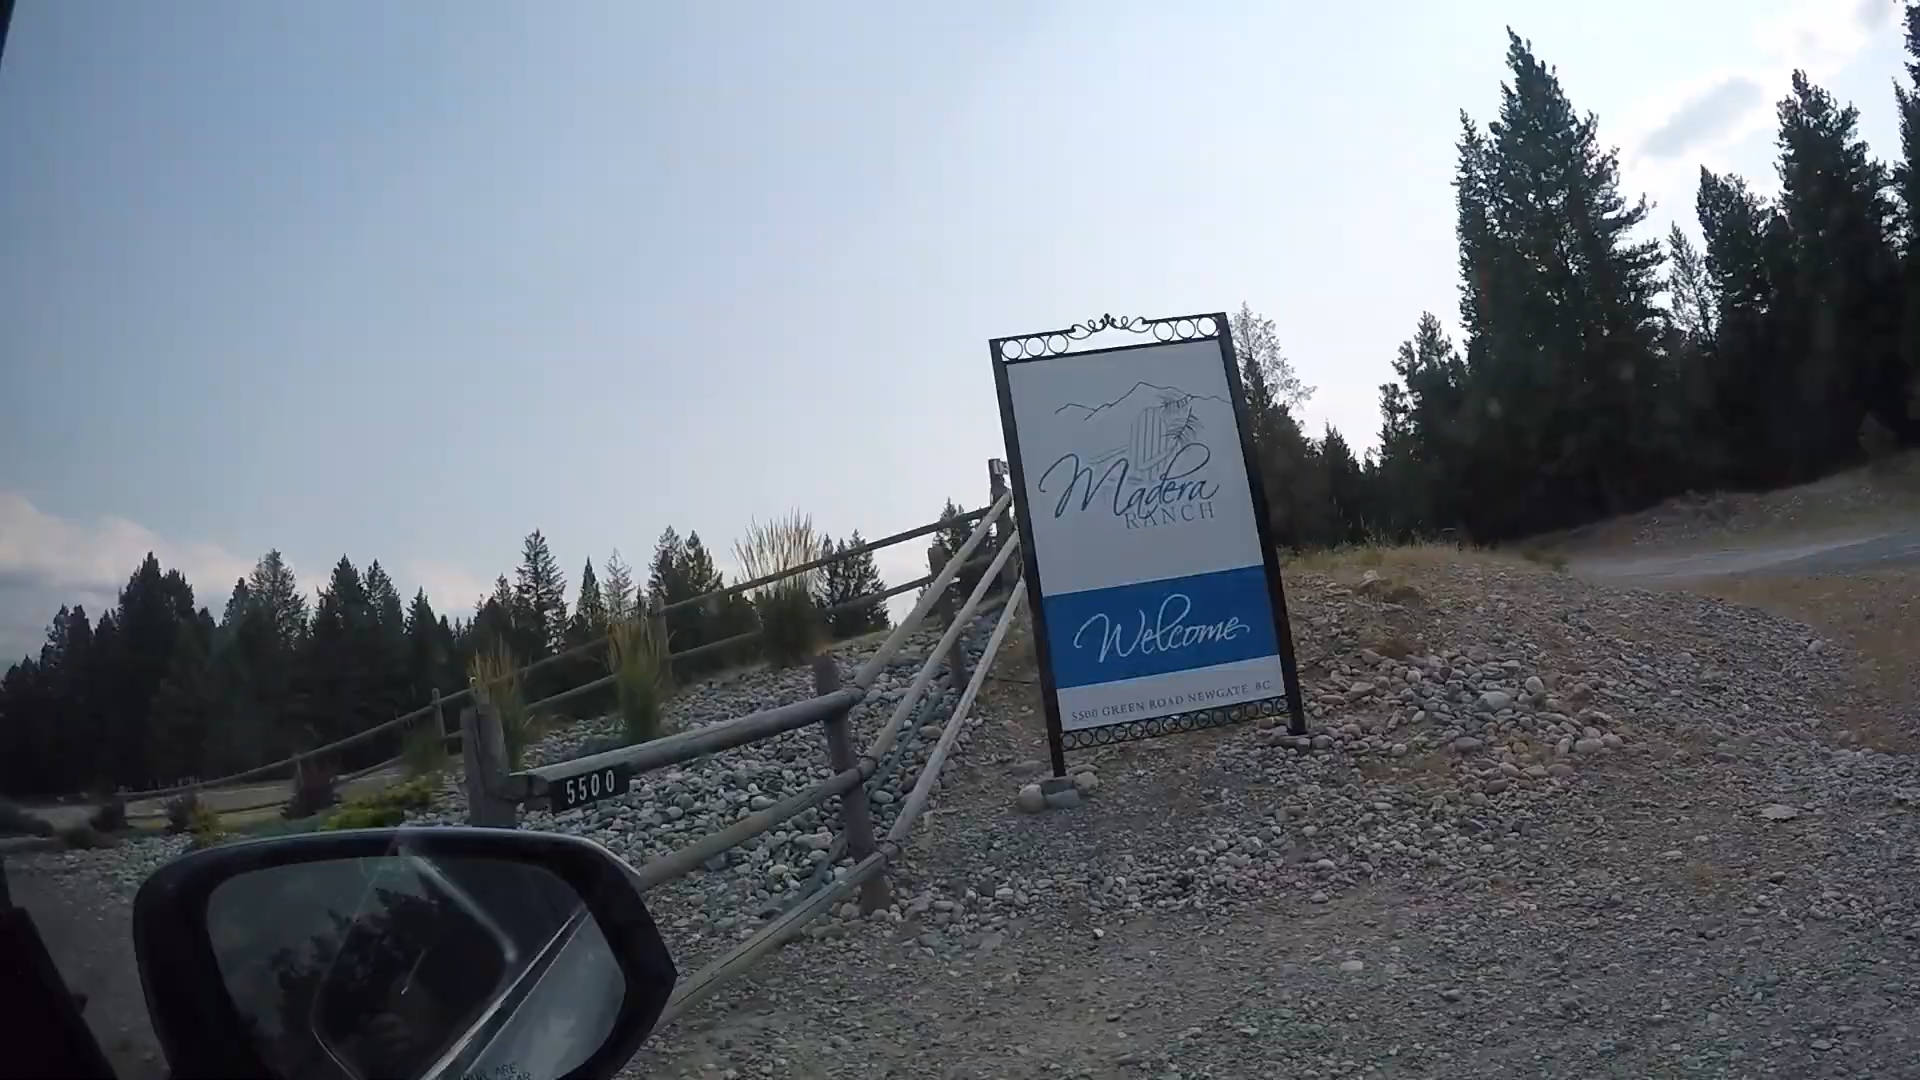 Madera
RANCH
Welcome
5500 GREEN ROAD NEWGATE, BC
5500